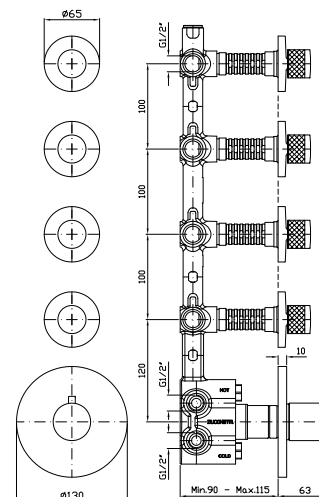 ø65
G1/2"
100
100
100
120
10
G1/2"
HOT
ZUCCHETTI.
COLD
G1/2"
Min.90 - Max.115
63
ø130